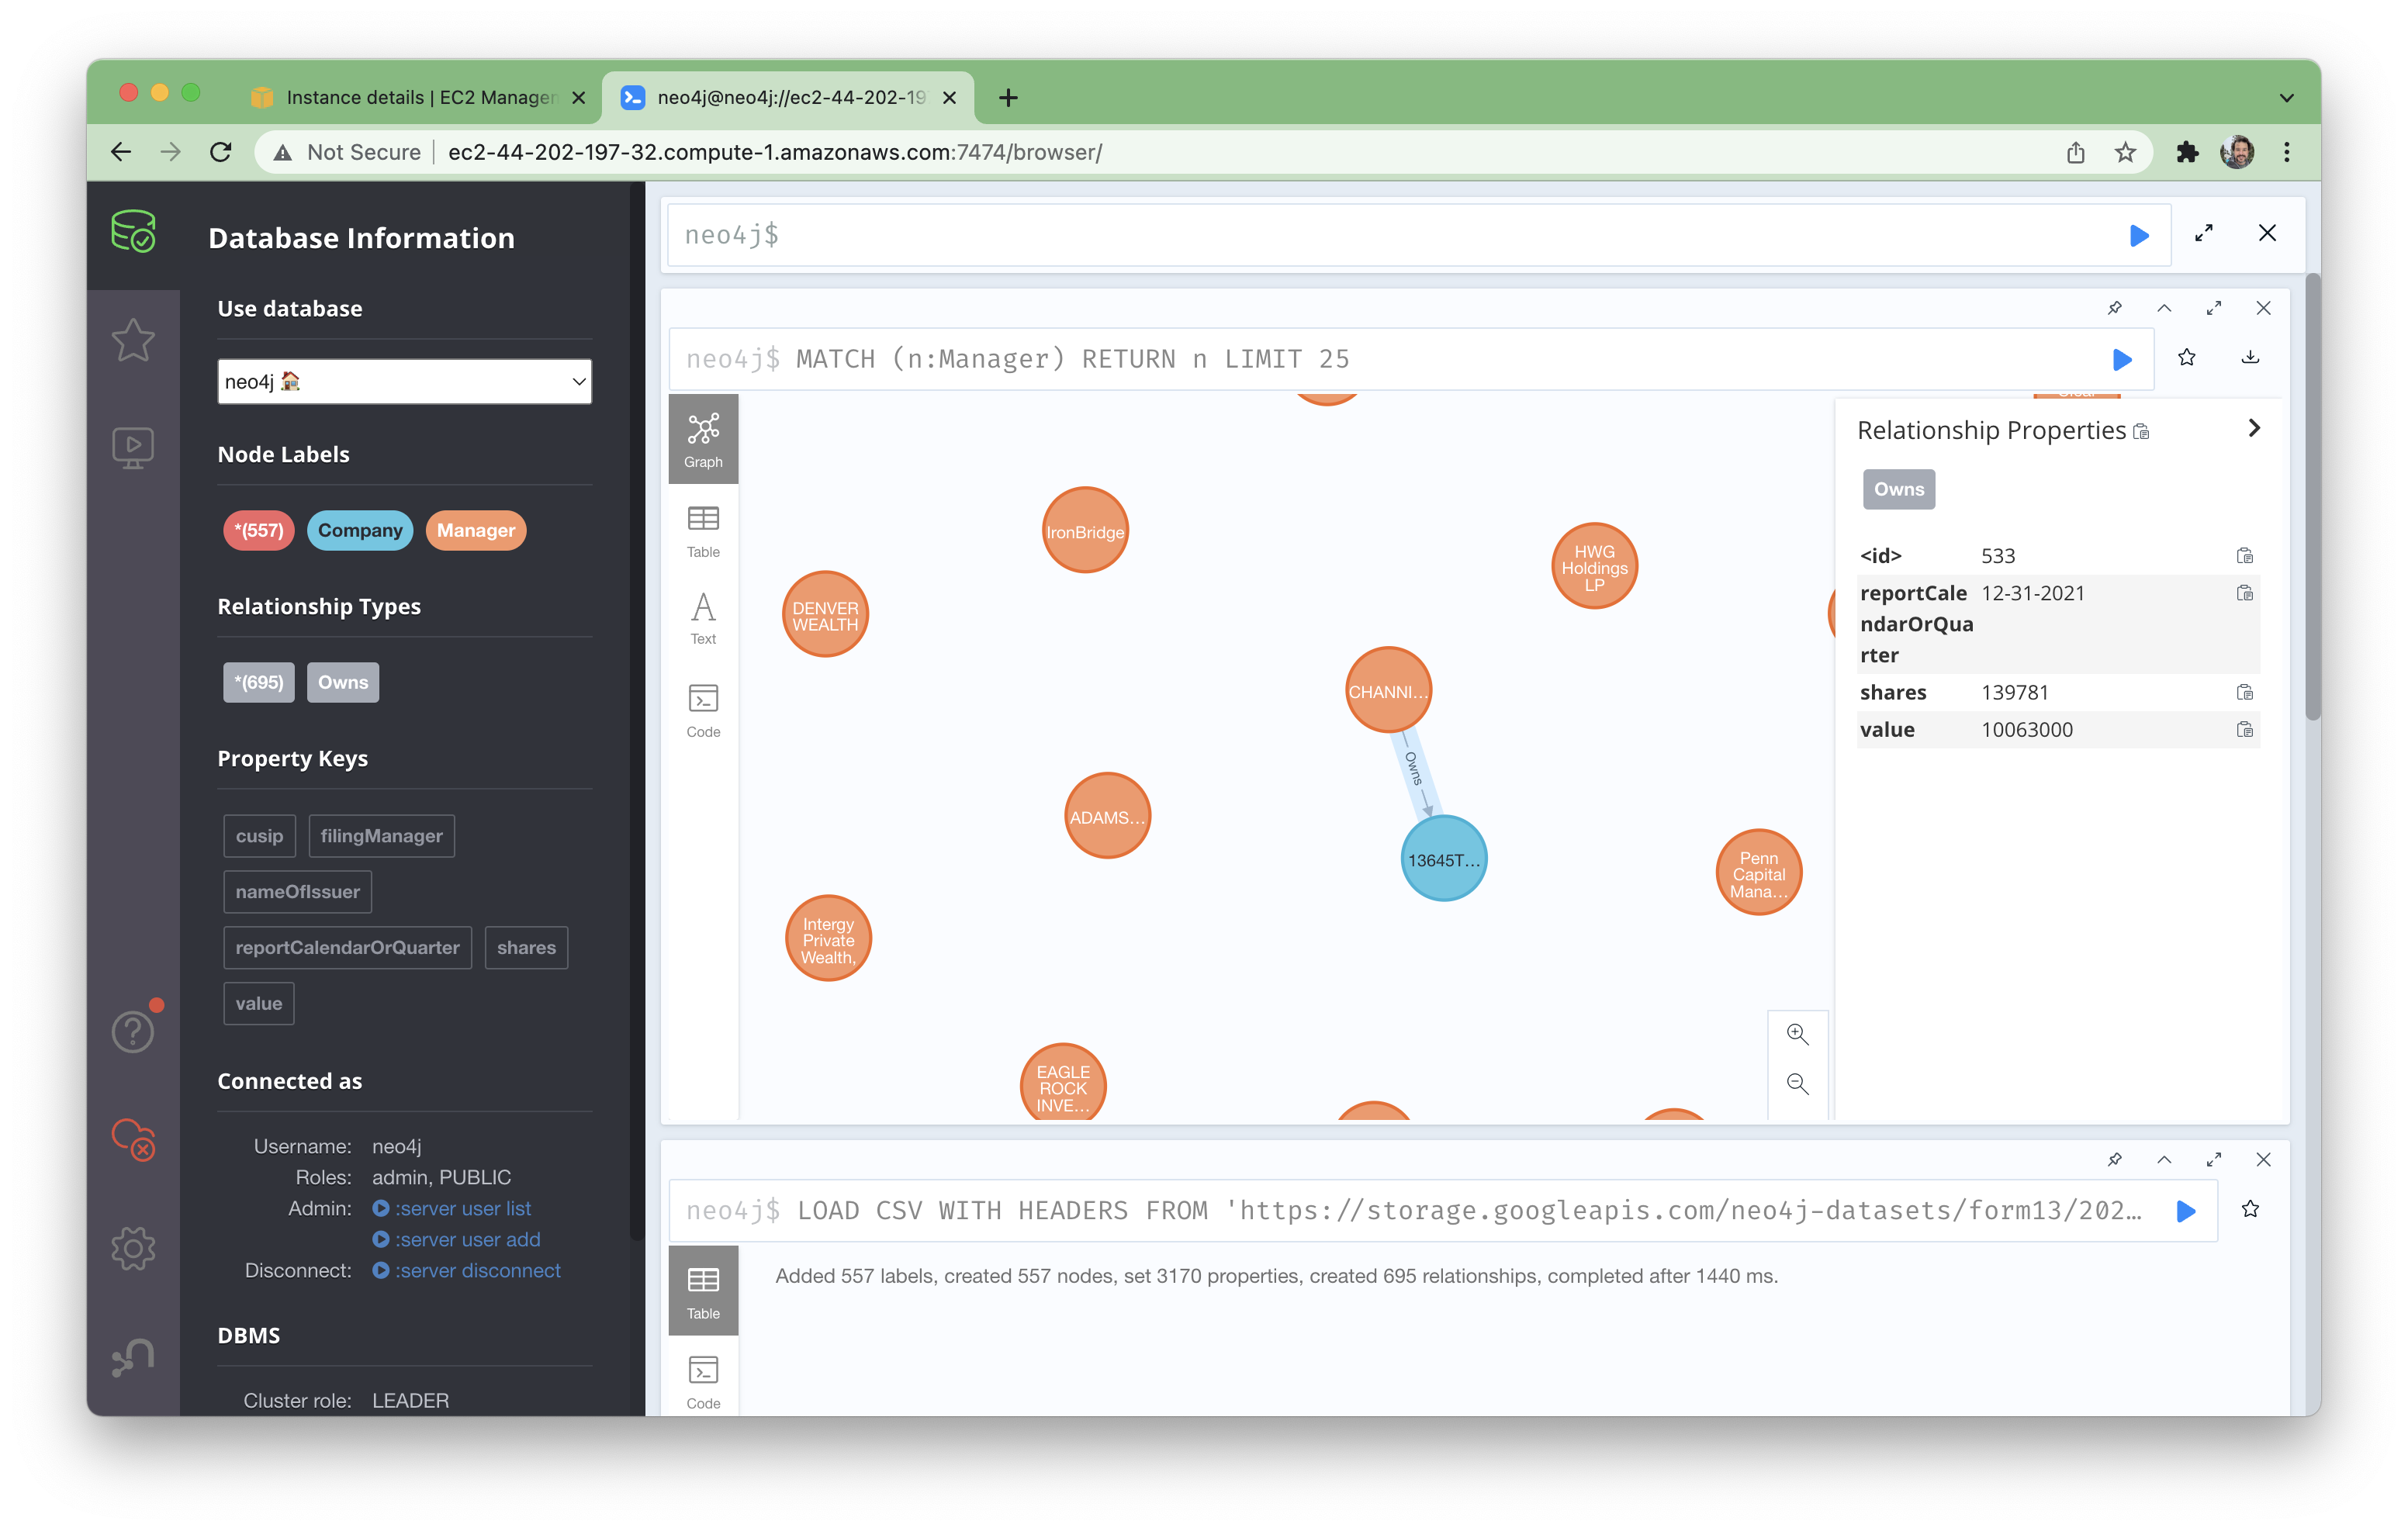 Instance details | EC2 Manager
neo4j@neo4j://ec2-44-202-19
Not Secure
ec2-44-202-197-32.compute-1.amazonaws.com:7474/browser/
Database Information
Use database
neo4j
Node Labels
*(557) Company Manager
Relationship Types
*(695) Owns
Property Keys
cusip filingManager
nameOfIssuer
reportCalendarOrQuarter shares
value
Connected as
Username: neo4j
Roles: admin, PUBLIC
Admin: :server user list
:server user add
Disconnect: :server disconnect
DBMS
Cluster role: LEADER
neo4j$
neo4j$ MATCH (n:Manager) RETURN n LIMIT 25
Graph
Table
Text
Code
IronBridge
HWG
Holdings
LP
DENVER
WEALTH
CHANNI...
Owns
ADAMS...
13645T...
Penn
Capital
Mana...
Intergy
Private
Wealth,
EAGLE
ROCK
INVE...
Relationship Properties
Owns
<id> 533
reportCale 12-31-2021
ndarOrQua
rter
shares 139781
value 10063000
neo4j$ LOAD CSV WITH HEADERS FROM 'https://storage.googleapis.com/neo4j-datasets/form13/202...
Table
Code
Added 557 labels, created 557 nodes, set 3170 properties, created 695 relationships, completed after 1440 ms.